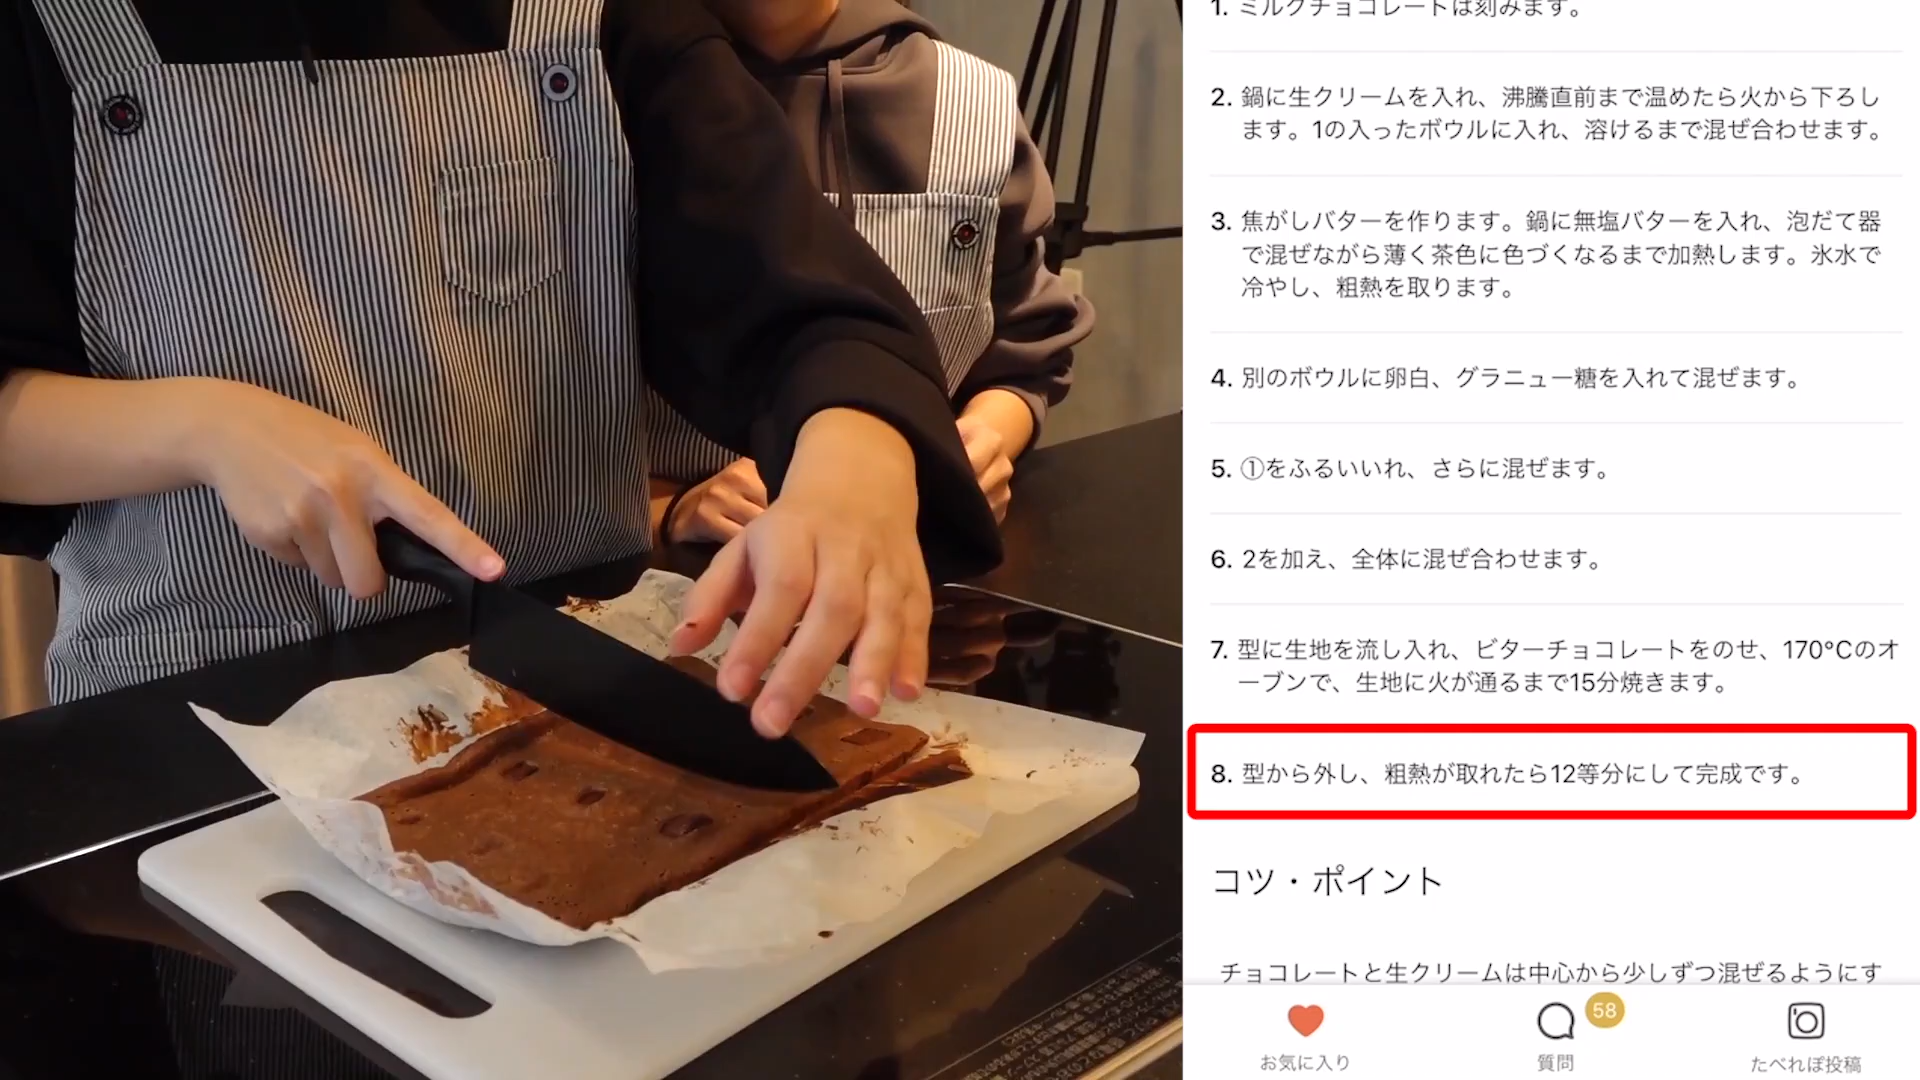 1. ミルクチョコレートは刻みます。
2. 鍋に生クリームを入れ、沸騰直前まで温めたら火から下ろし
ます。1の入ったボウルに入れ、溶けるまで混ぜ合わせます。
3. 焦がしバターを作ります。鍋に無塩バターを入れ、泡だて器
で混ぜながら薄く茶色に色づくなるまで加熱します。氷水で
冷やし、粗熱を取ります。
4. 別のボウルに卵白、グラニュー糖を入れて混ぜます。
5. ①をふるいいれ、さらに混ぜます。
6. 2を加え、全体に混ぜ合わせます。
7. 型に生地を流し入れ、ビターチョコレートをのせ、170°Cのオ
ーブンで、生地に火が通るまで15分焼きます。
8. 型から外し、粗熱が取れたら12等分にして完成です。
コツ・ポイント
チョコレートと生クリームは中心から少しずつ混ぜるようにす
58
お気に入り
質問
たべれぽ投稿